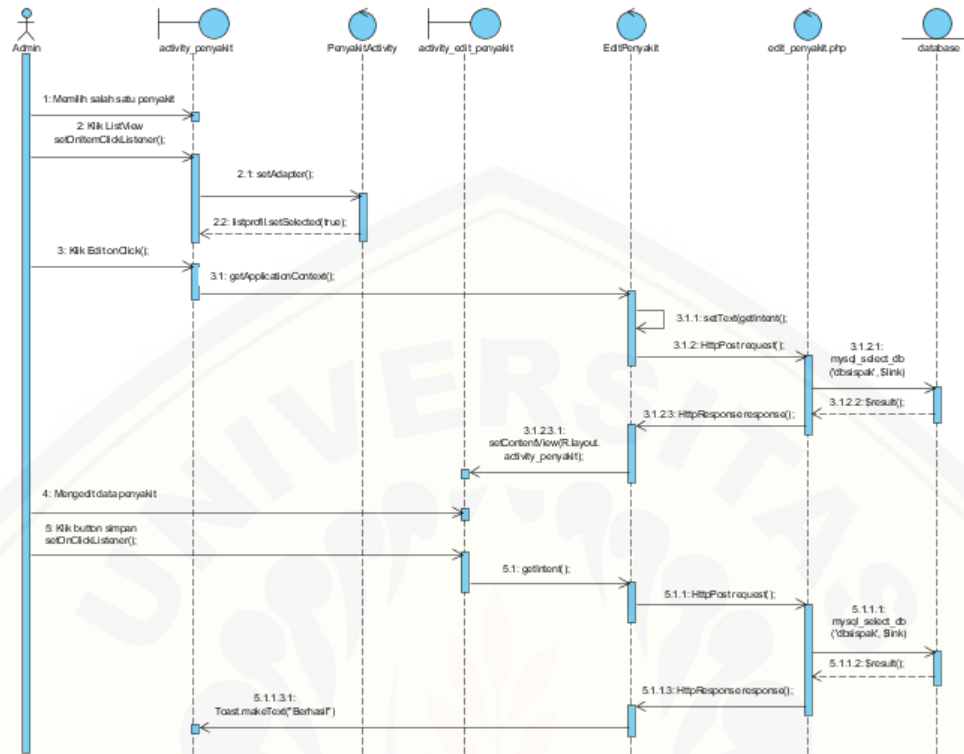 Admin
activity_penyakit
PenyakitActivity
activity_edit_penyakit
EditPenyakit
edit_penyakit.php
database
1: Memilih salah satu penyakit
2: Klik ListView
setOnItemClickListener();
2.1: setAdapter();
2.2: listprofil.setSelected(true);
3: Klik Edit onClick();
3.1: getApplicationContext();
3.1.1: setText(getIntent();
3.1.2: HttpPost request();
3.1.2.1:
mysql_select_db
('dbsispak', $link)
3.1.2.2: $result();
3.1.2.3: HttpResponse response();
3.1.2.3.1:
setContentView(R.layout.
activity_penyakit);
4: Mengedit data penyakit
5: Klik button simpan
setOnClickListener();
5.1: getIntent();
5.1.1: HttpPost request();
5.1.1.1:
mysql_select_db
('dbsispak', $link)
5.1.1.2: $result();
5.1.1.3: HttpResponse response();
5.1.1.3.1:
Toast.makeText("Berhasil")
UNIVERSITAS